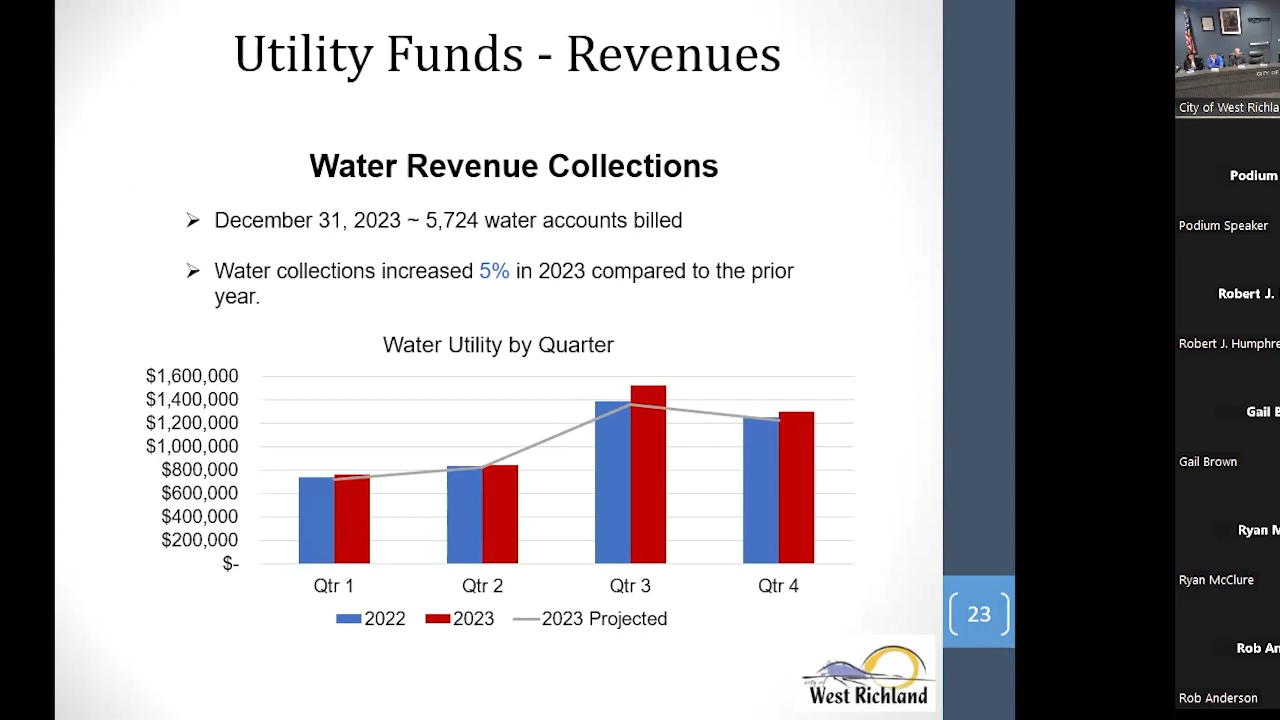 Utility Funds - Revenues
Water Revenue Collections
➢ December 31, 2023 ~ 5,724 water accounts billed
➢ Water collections increased 5% in 2023 compared to the prior
year.
Water Utility by Quarter
$1,600,000
$1,400,000
$1,200,000
$1,000,000
$800,000
$600,000
$400,000
$200,000
$-
Qtr 1 Qtr 2 Qtr 3 Qtr 4
2022 2023 2023 Projected
23
city of
West Richland
CITY OF
City of West Richla
Podium
Podium Speaker
Robert J.
Robert J. Humphre
Gail B
Gail Brown
Ryan M
Ryan McClure
Rob An
Rob Anderson